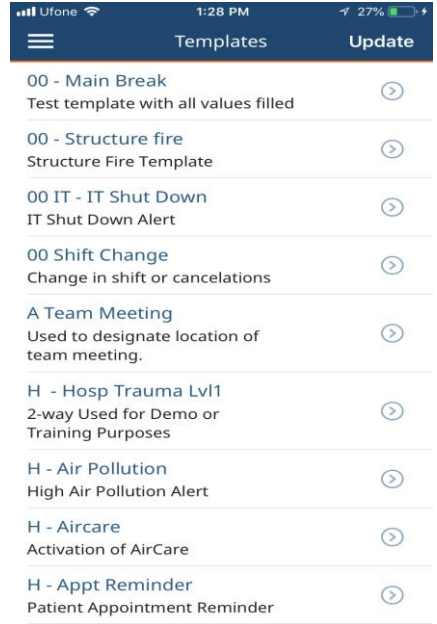 Ufone 1:28 PM 27%
Templates Update
00 - Main Break
Test template with all values filled
00 - Structure fire
Structure Fire Template
00 IT - IT Shut Down
IT Shut Down Alert
00 Shift Change
Change in shift or cancelations
A Team Meeting
Used to designate location of
team meeting.
H  - Hosp Trauma Lvl1
2-way Used for Demo or
Training Purposes
H - Air Pollution
High Air Pollution Alert
H - Aircare
Activation of AirCare
H - Appt Reminder
Patient Appointment Reminder